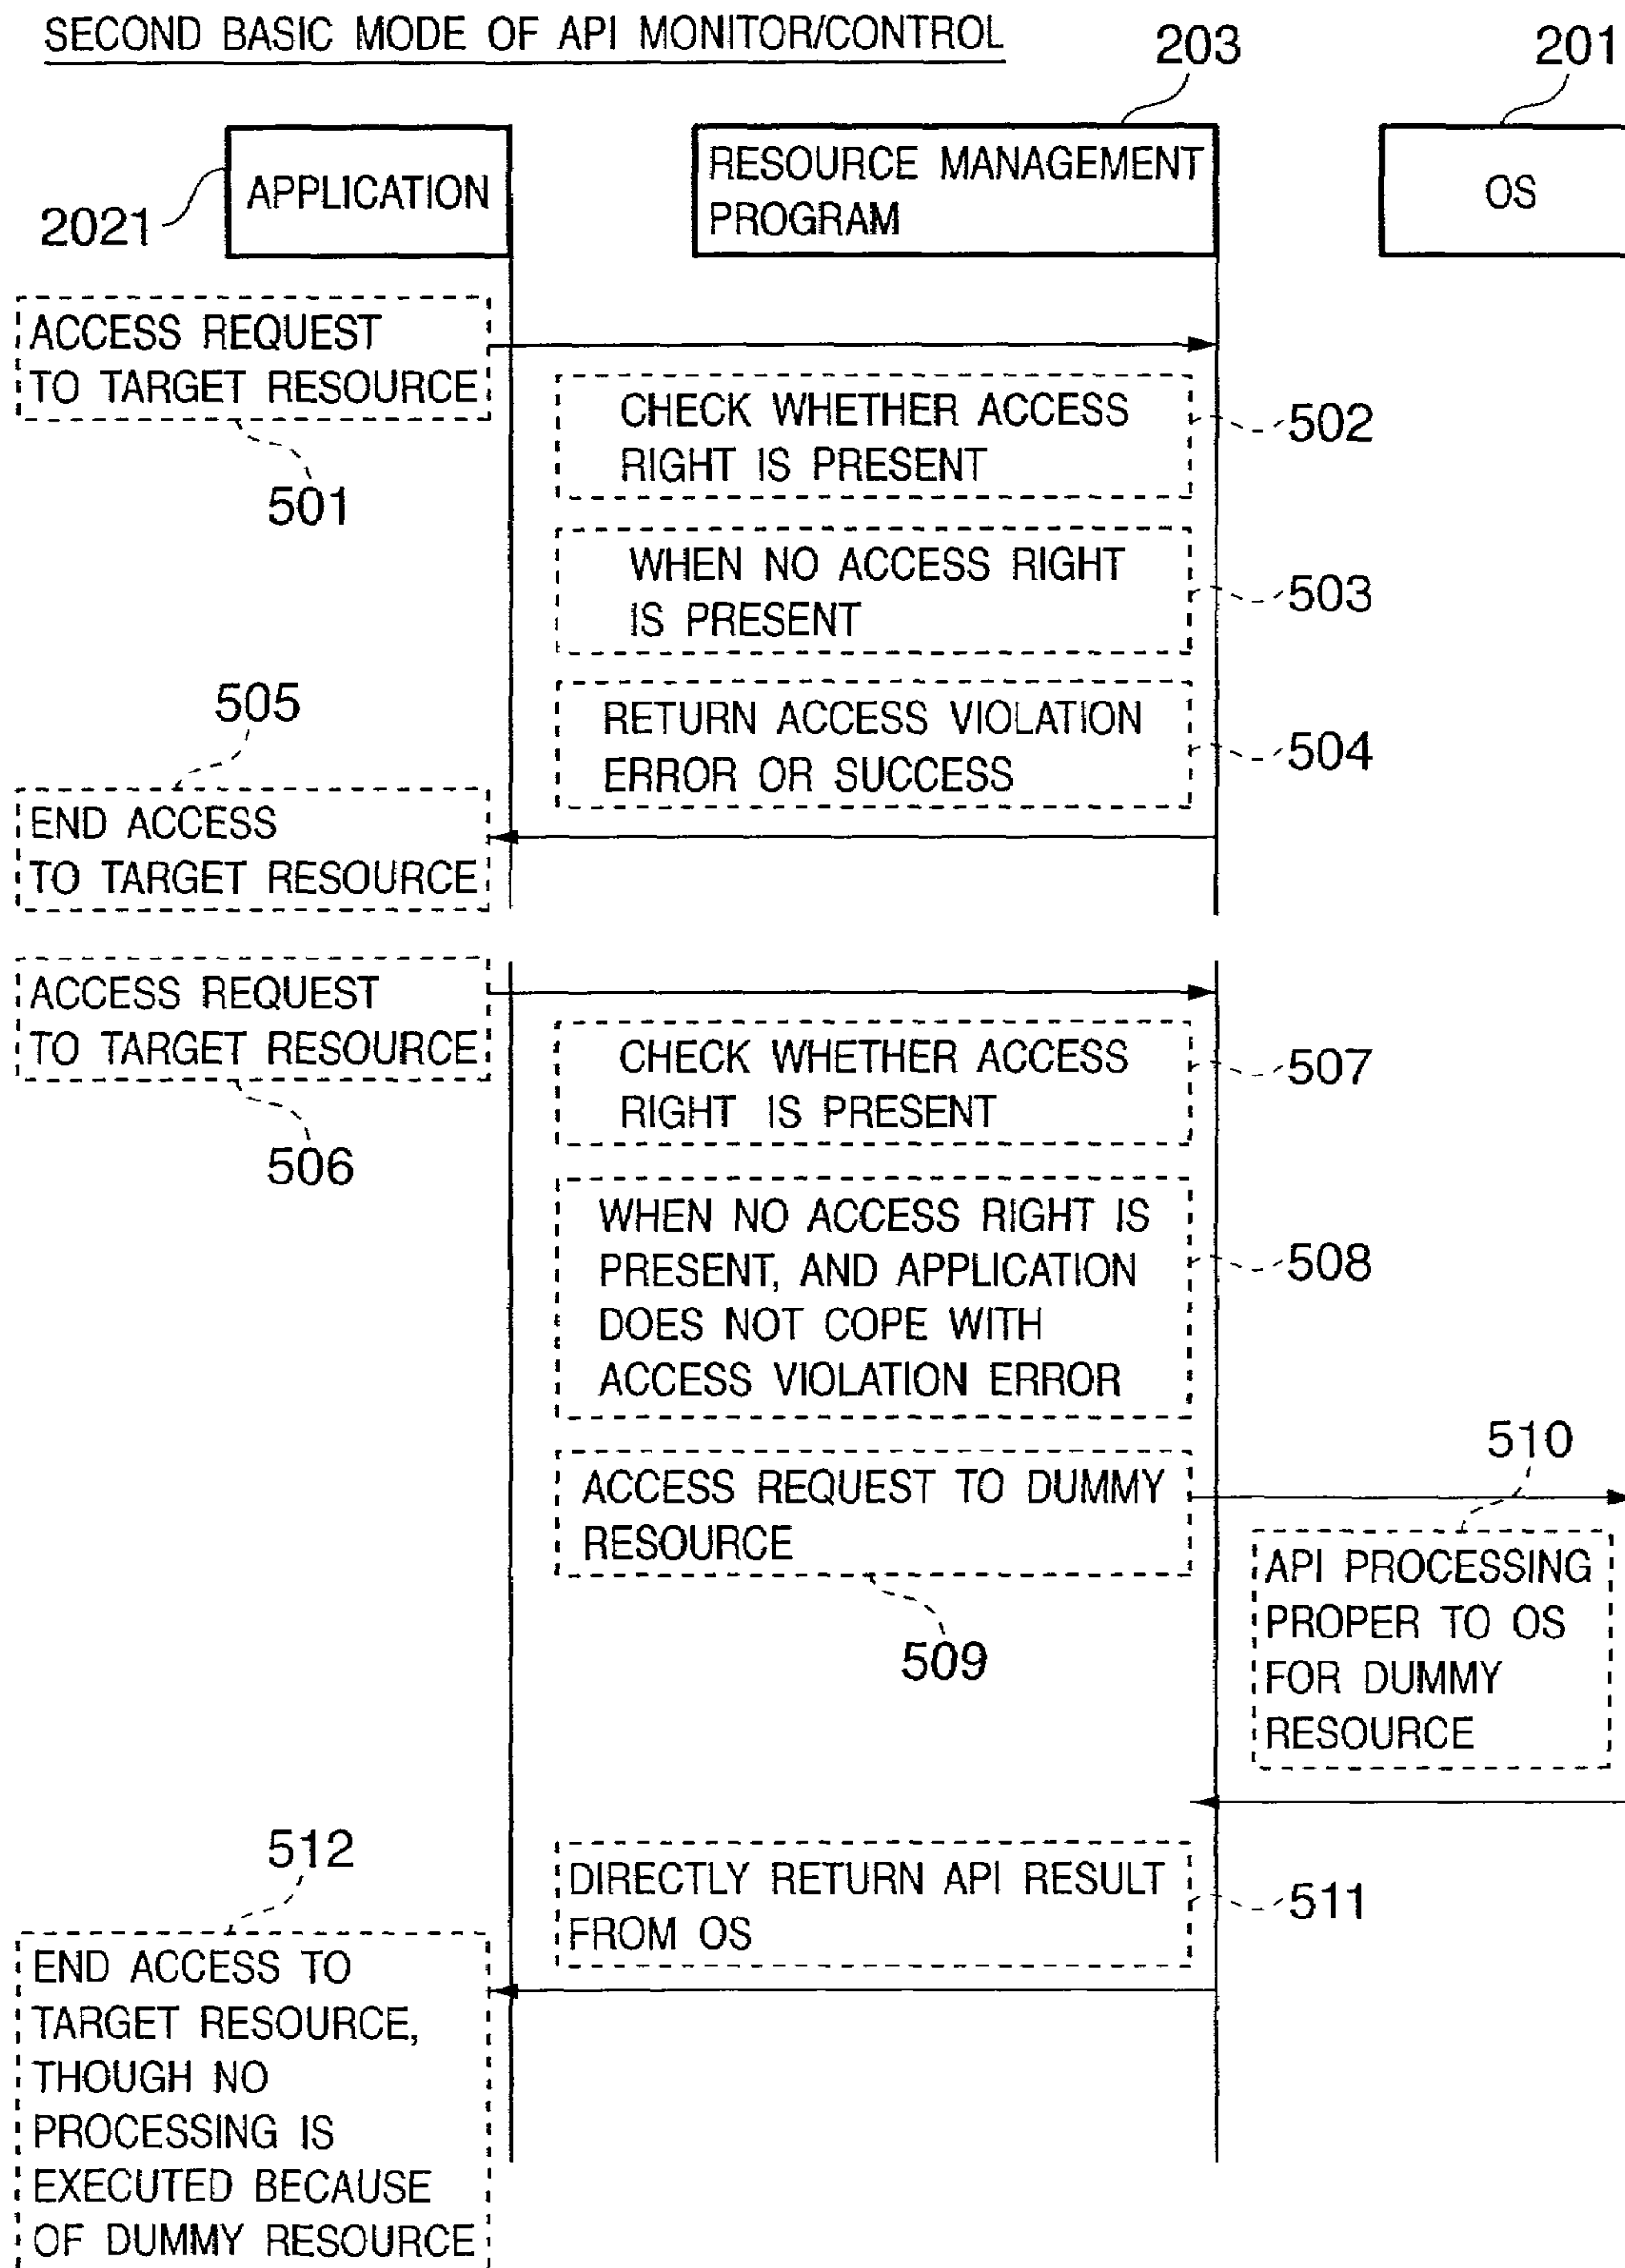 SECOND BASIC MODE OF API MONITOR/CONTROL
203
201
APPLICATION
RESOURCE MANAGEMENT
PROGRAM
OS
2021
ACCESS REQUEST
TO TARGET RESOURCE
501
CHECK WHETHER ACCESS
RIGHT IS PRESENT
502
WHEN NO ACCESS RIGHT
IS PRESENT
503
RETURN ACCESS VIOLATION
ERROR OR SUCCESS
504
505
END ACCESS
TO TARGET RESOURCE
ACCESS REQUEST
TO TARGET RESOURCE
506
CHECK WHETHER ACCESS
RIGHT IS PRESENT
507
WHEN NO ACCESS RIGHT IS
PRESENT, AND APPLICATION
DOES NOT COPE WITH
ACCESS VIOLATION ERROR
508
ACCESS REQUEST TO DUMMY
RESOURCE
509
510
API PROCESSING
PROPER TO OS
FOR DUMMY
RESOURCE
DIRECTLY RETURN API RESULT
FROM OS
511
512
END ACCESS TO
TARGET RESOURCE,
THOUGH NO
PROCESSING IS
EXECUTED BECAUSE
OF DUMMY RESOURCE